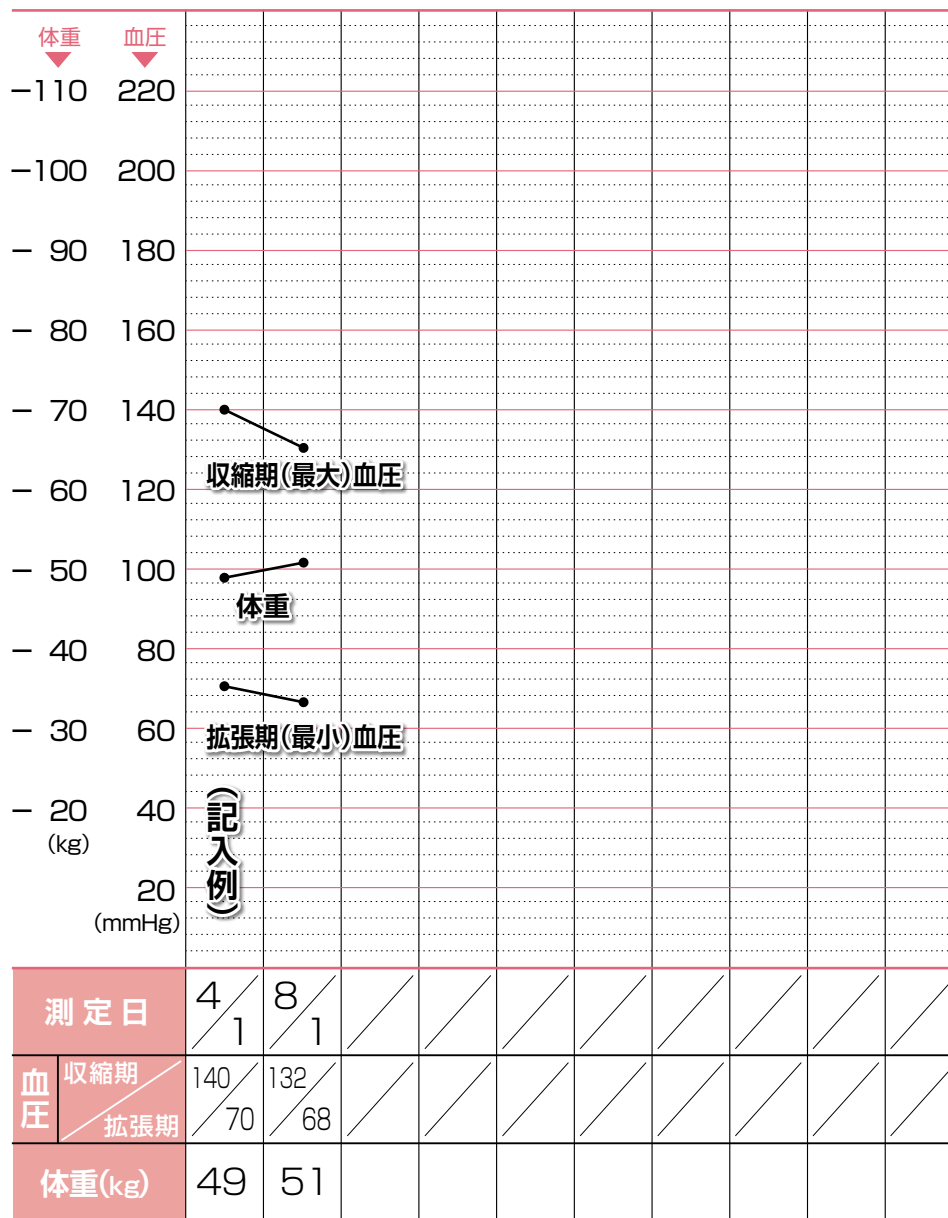 体重 血圧
−110 220
−100 200
− 90 180
− 80 160
− 70 140
収縮期(最大)血圧
− 60 120
− 50 100
体重
− 40 80
− 30 60
拡張期(最小)血圧
− 20 40
(kg)
20
(mmHg)
(記入例)
測定日 4/1 8/1
血圧 収縮期/拡張期 140/70 132/68
体重(kg) 49 51